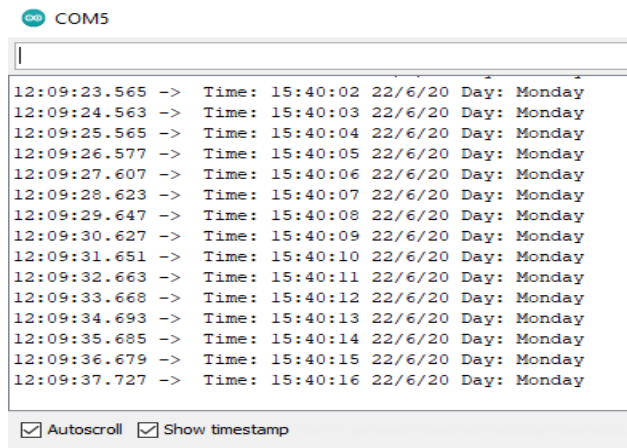 COM5
12:09:23.565 -> Time: 15:40:02 22/6/20 Day: Monday
12:09:24.563 -> Time: 15:40:03 22/6/20 Day: Monday
12:09:25.565 -> Time: 15:40:04 22/6/20 Day: Monday
12:09:26.577 -> Time: 15:40:05 22/6/20 Day: Monday
12:09:27.607 -> Time: 15:40:06 22/6/20 Day: Monday
12:09:28.623 -> Time: 15:40:07 22/6/20 Day: Monday
12:09:29.647 -> Time: 15:40:08 22/6/20 Day: Monday
12:09:30.627 -> Time: 15:40:09 22/6/20 Day: Monday
12:09:31.651 -> Time: 15:40:10 22/6/20 Day: Monday
12:09:32.663 -> Time: 15:40:11 22/6/20 Day: Monday
12:09:33.668 -> Time: 15:40:12 22/6/20 Day: Monday
12:09:34.693 -> Time: 15:40:13 22/6/20 Day: Monday
12:09:35.685 -> Time: 15:40:14 22/6/20 Day: Monday
12:09:36.679 -> Time: 15:40:15 22/6/20 Day: Monday
12:09:37.727 -> Time: 15:40:16 22/6/20 Day: Monday
Autoscroll Show timestamp